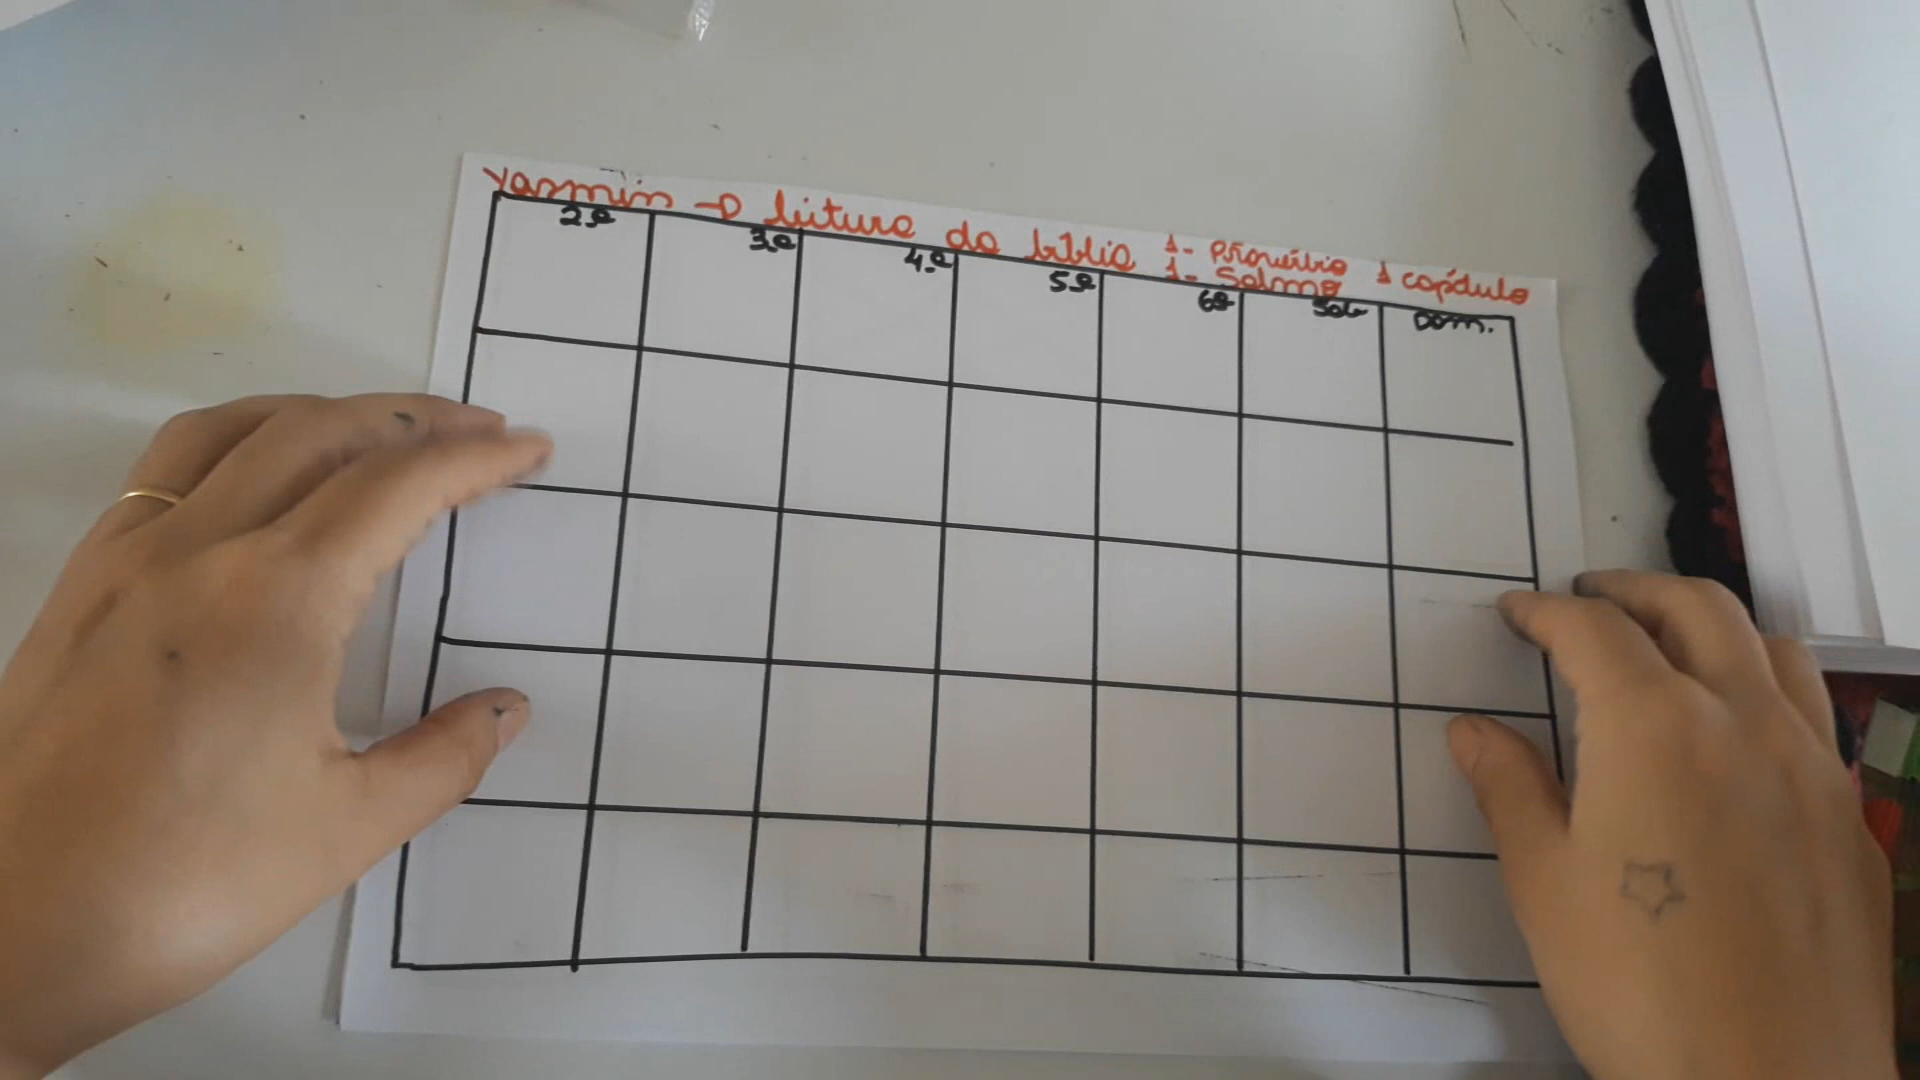 Yasmin → leitura da bíblia 1- Provérbio 1 capítulo
1- Salmo
2ª 3ª 4ª 5ª 6ª Sab Dom.